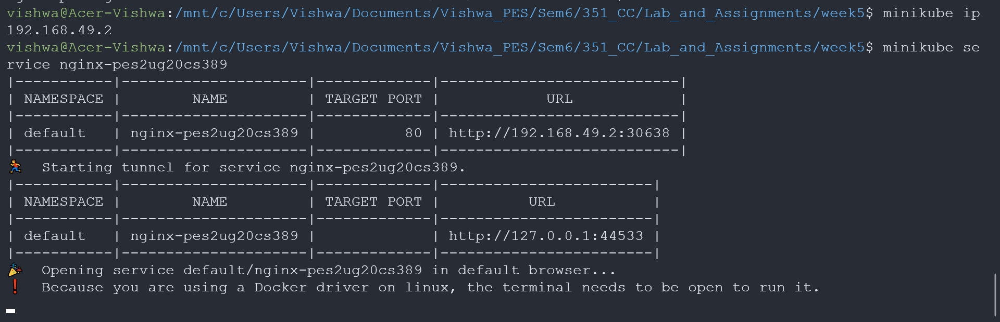 vishwa@Acer-Vishwa:/mnt/c/Users/Vishwa/Documents/Vishwa_PES/Sem6/351_CC/Lab_and_Assignments/week5$ minikube ip
192.168.49.2
vishwa@Acer-Vishwa:/mnt/c/Users/Vishwa/Documents/Vishwa_PES/Sem6/351_CC/Lab_and_Assignments/week5$ minikube se
rvice nginx-pes2ug20cs389
|-----------|---------------------|-------------|---------------------------|
| NAMESPACE |        NAME         | TARGET PORT |            URL            |
|-----------|---------------------|-------------|---------------------------|
| default   | nginx-pes2ug20cs389 |          80 | http://192.168.49.2:30638 |
|-----------|---------------------|-------------|---------------------------|
🏃  Starting tunnel for service nginx-pes2ug20cs389.
|-----------|---------------------|-------------|------------------------|
| NAMESPACE |        NAME         | TARGET PORT |          URL           |
|-----------|---------------------|-------------|------------------------|
| default   | nginx-pes2ug20cs389 |             | http://127.0.0.1:44533 |
|-----------|---------------------|-------------|------------------------|
🎉  Opening service default/nginx-pes2ug20cs389 in default browser...
❗  Because you are using a Docker driver on linux, the terminal needs to be open to run it.